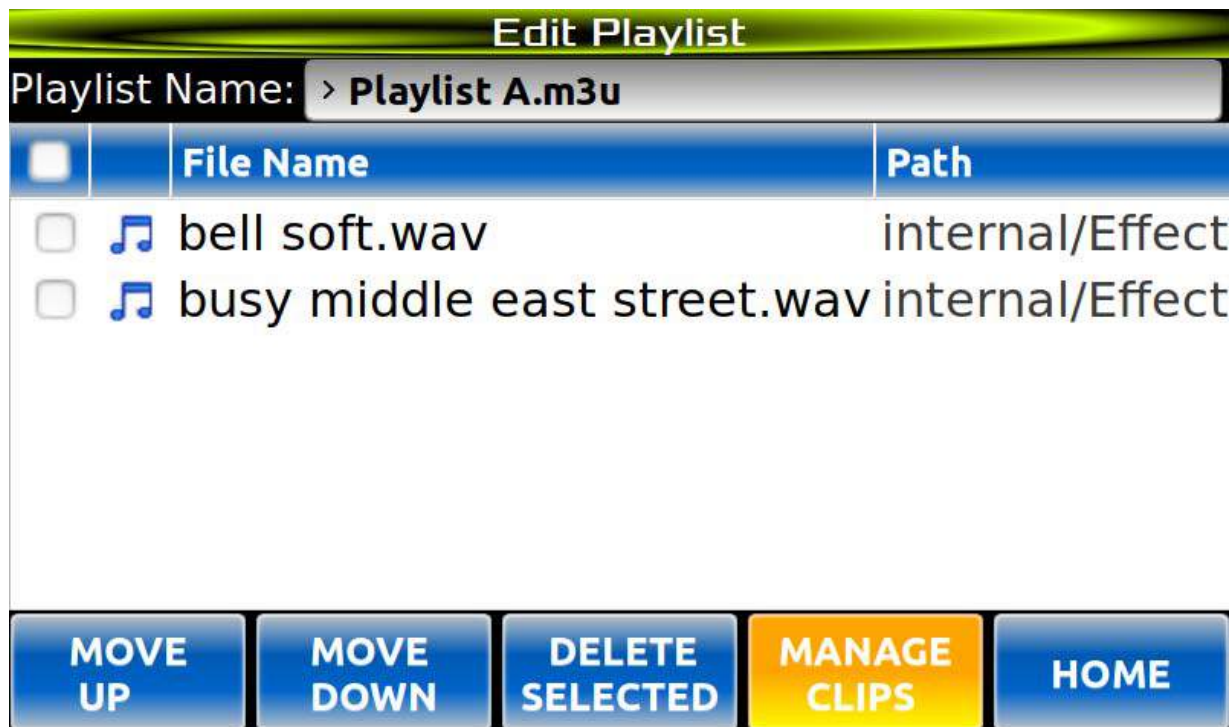 Edit Playlist
Playlist Name: > Playlist A.m3u
File Name Path
bell soft.wav internal/Effect
busy middle east street.wav internal/Effect
MOVE UP MOVE DOWN DELETE SELECTED MANAGE CLIPS HOME